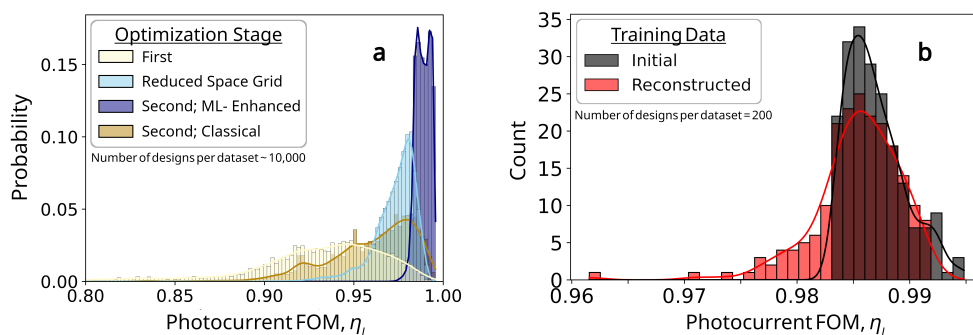 a
Optimization Stage
First
Reduced Space Grid
Second; ML- Enhanced
Second; Classical
Number of designs per dataset ~ 10,000
Probability
0.15
0.10
0.05
0.00
0.80
0.85
0.90
0.95
1.00
Photocurrent FOM, η
b
Training Data
Initial
Reconstructed
Number of designs per dataset = 200
Count
35
30
25
20
15
10
5
0
0.96
0.97
0.98
0.99
Photocurrent FOM, η